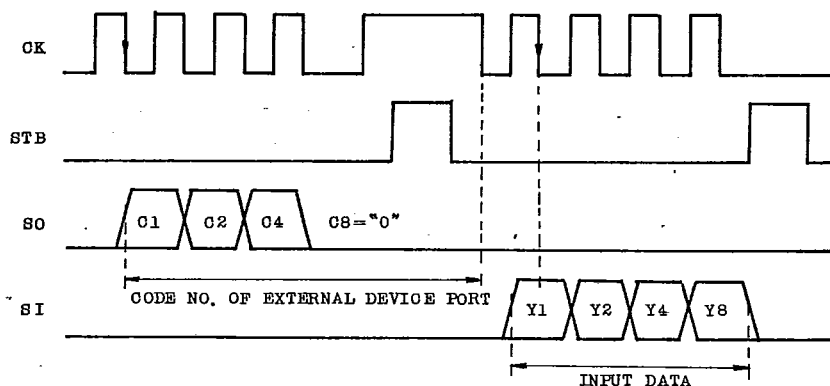 CK
STB
SO
C1 C2 C4 C8="0"
CODE NO. OF EXTERNAL DEVICE PORT
SI
Y1 Y2 Y4 Y8
INPUT DATA